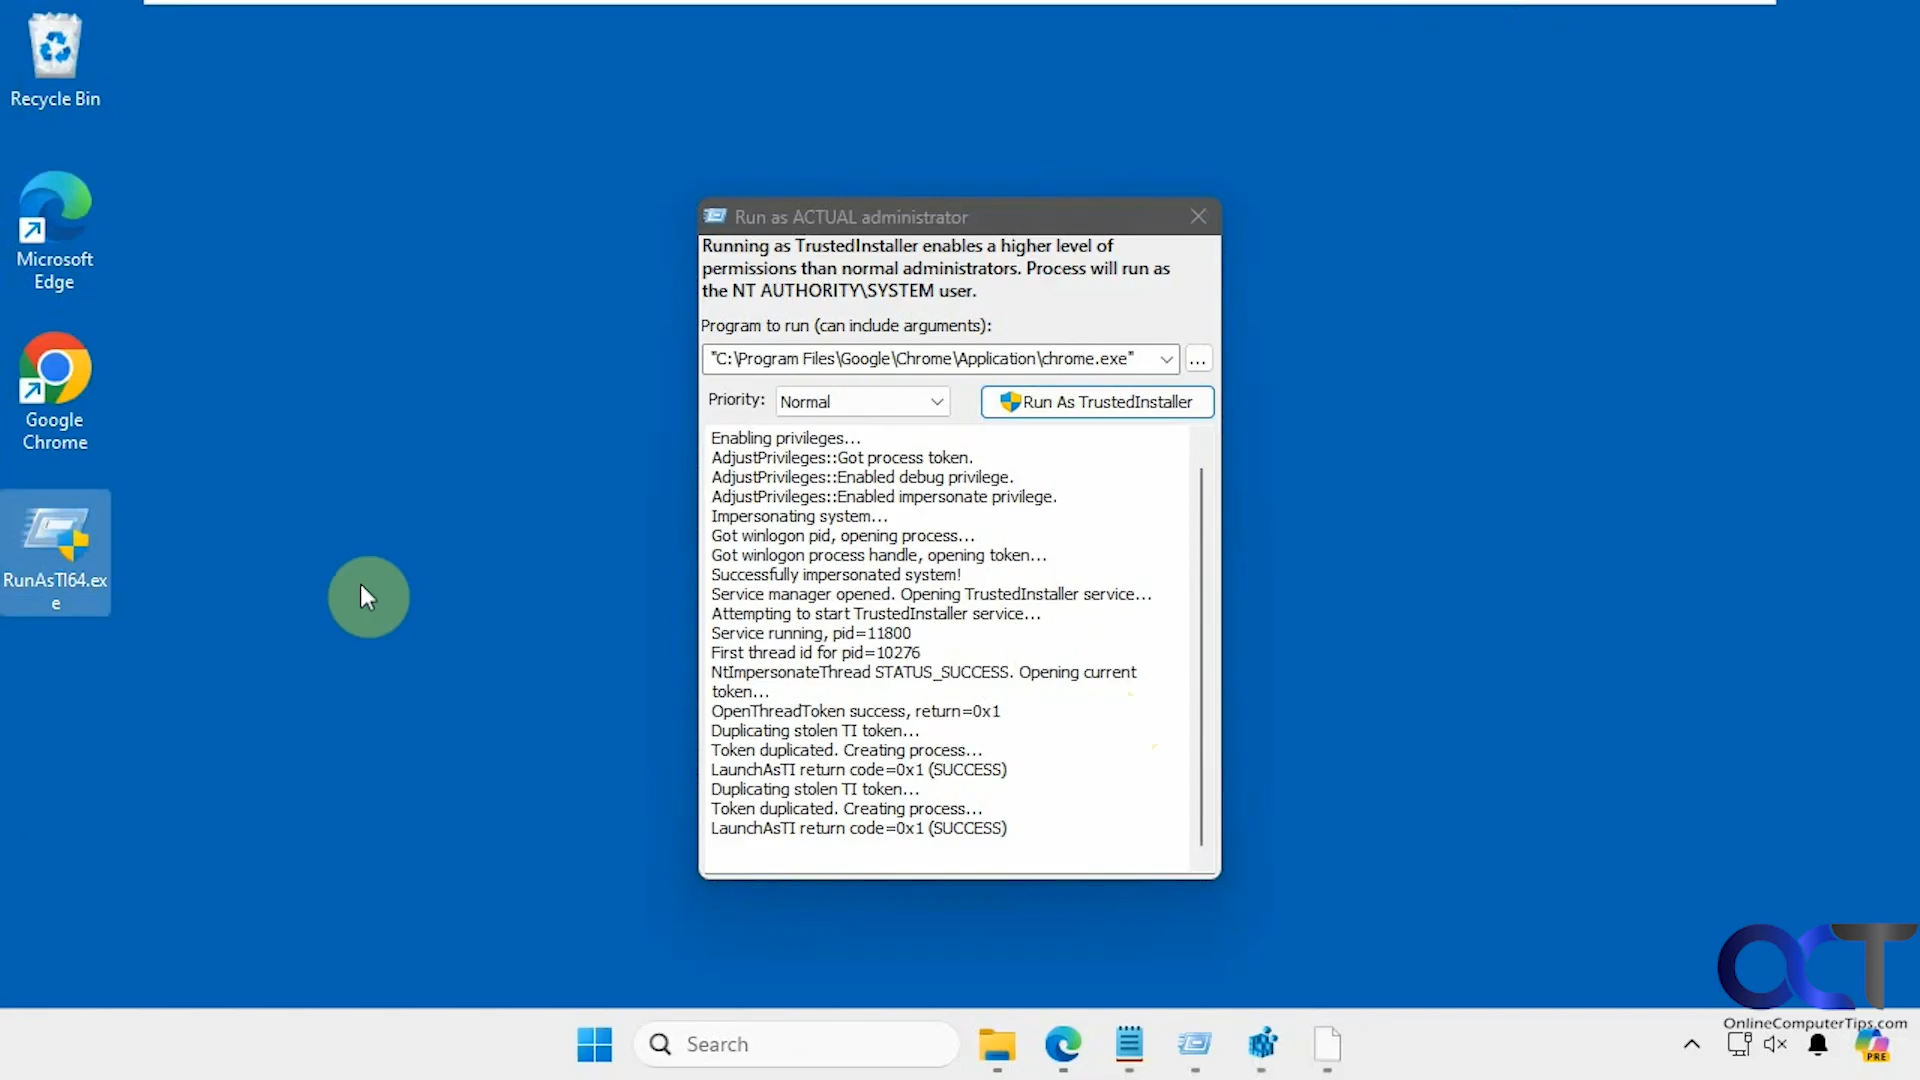 Recycle Bin
Microsoft
Edge
Google
Chrome
RunAsTI64.ex
e
Run as ACTUAL administrator
Running as TrustedInstaller enables a higher level of
permissions than normal administrators. Process will run as
the NT AUTHORITY\SYSTEM user.
Program to run (can include arguments):
"C:\Program Files\Google\Chrome\Application\chrome.exe"
...
Priority:
Normal
Run As TrustedInstaller
Enabling privileges...
AdjustPrivileges::Got process token.
AdjustPrivileges::Enabled debug privilege.
AdjustPrivileges::Enabled impersonate privilege.
Impersonating system...
Got winlogon pid, opening process...
Got winlogon process handle, opening token...
Successfully impersonated system!
Service manager opened. Opening TrustedInstaller service...
Attempting to start TrustedInstaller service...
Service running, pid=11800
First thread id for pid=10276
NtImpersonateThread STATUS_SUCCESS. Opening current
token...
OpenThreadToken success, return=0x1
Duplicating stolen TI token...
Token duplicated. Creating process...
LaunchAsTI return code=0x1 (SUCCESS)
Duplicating stolen TI token...
Token duplicated. Creating process...
LaunchAsTI return code=0x1 (SUCCESS)
OCT
OnlineComputerTips.com
Search
PRE